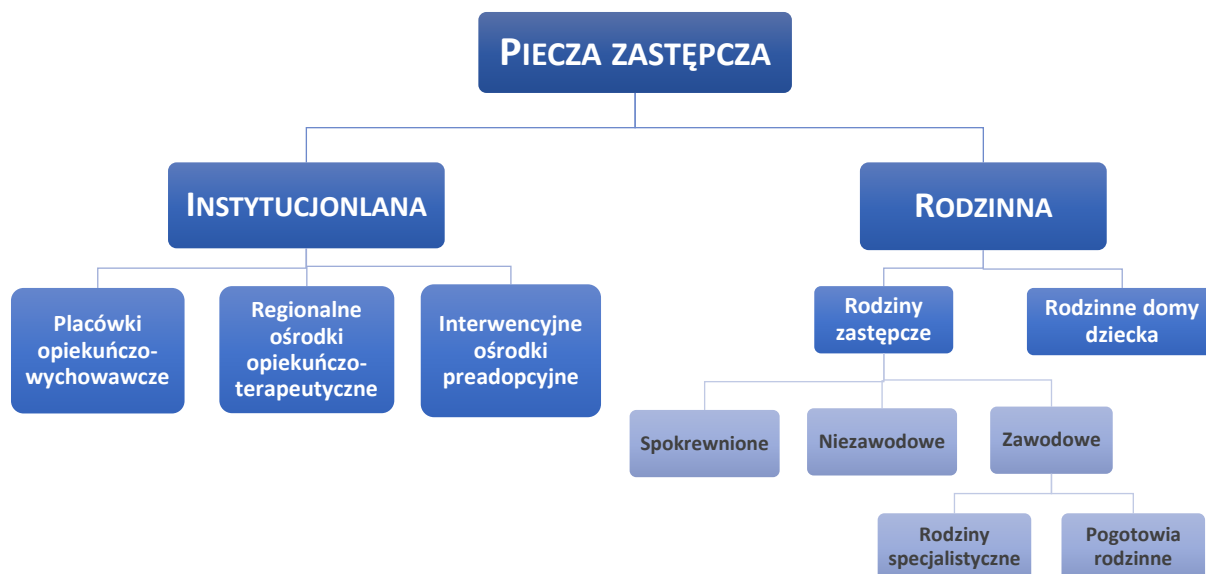 PIECZA ZASTĘPCZA
INSTYTUCJONLANA
RODZINNA
Placówki
opiekuńczo-
wychowawcze
Regionalne
ośrodki
opiekuńczo-
terapeutyczne
Interwencyjne
ośrodki
preadopcyjne
Rodziny
zastępcze
Rodzinne domy
dziecka
Spokrewnione
Niezawodowe
Zawodowe
Rodziny
specjalistyczne
Pogotowia
rodzinne